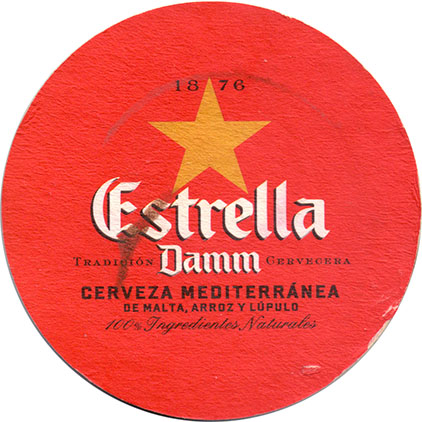 18 76
Estrella
TRADICIÓN Damm CERVECERA
CERVEZA MEDITERRÁNEA
DE MALTA, ARROZ Y LÚPULO
100% Ingredientes Naturales